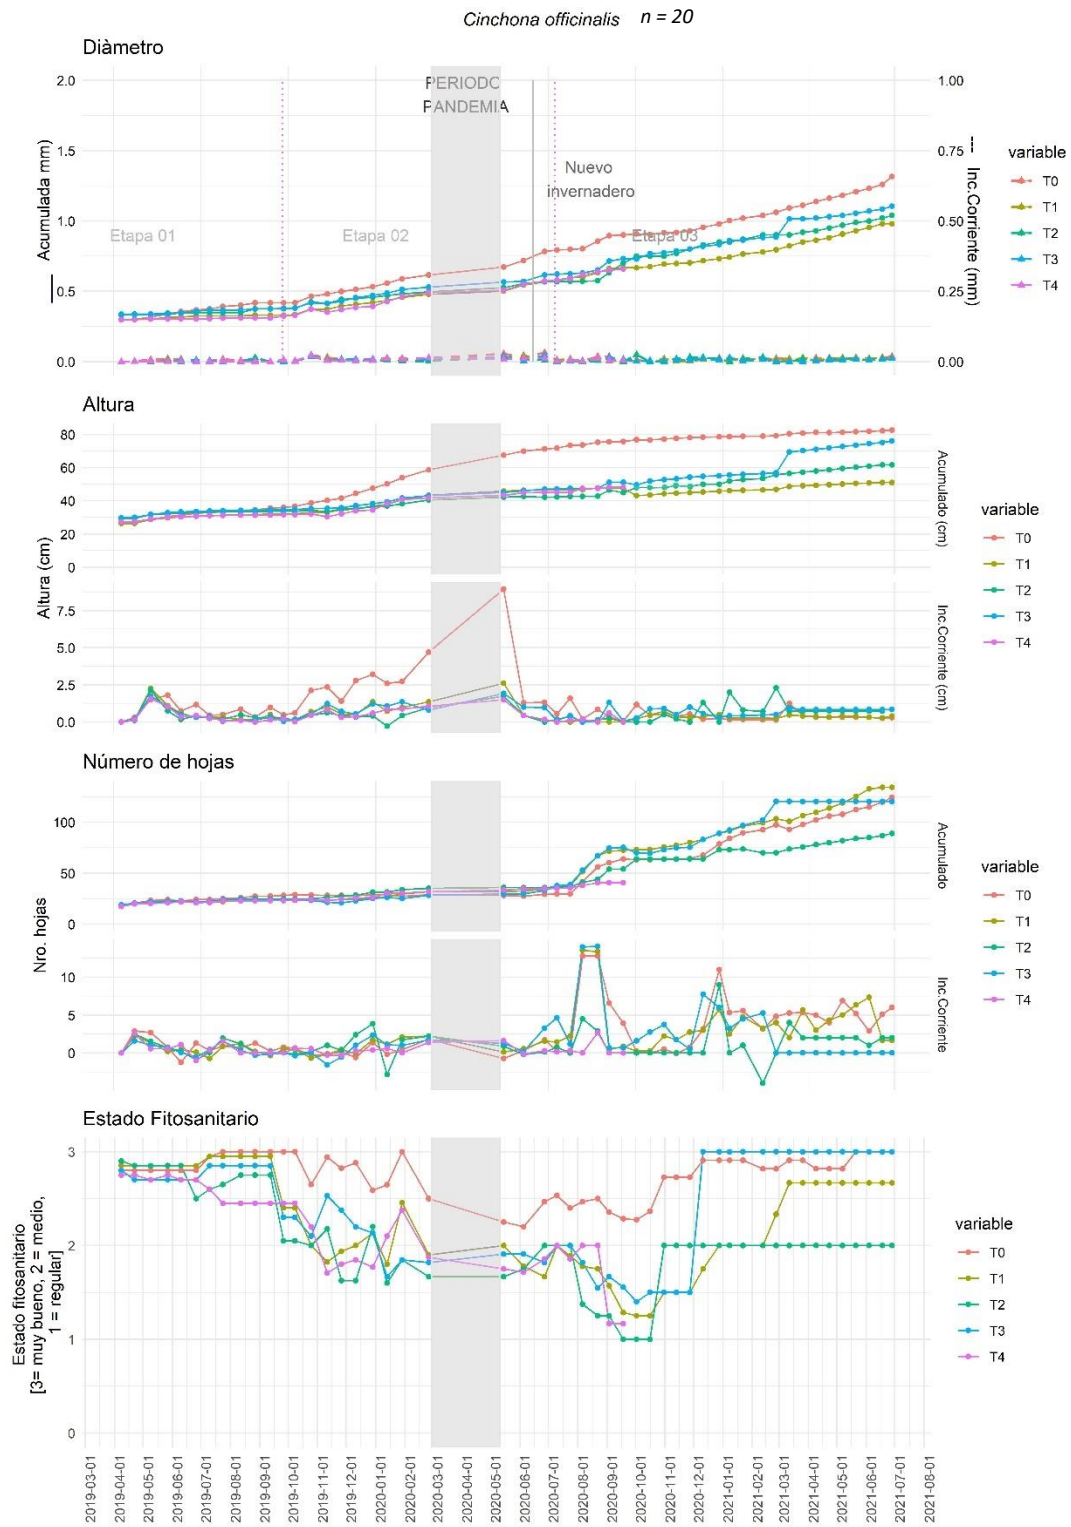 Cinchona officinalis n = 20
Diàmetro
2.0
1.5
1.0
0.5
0.0
Acumulada mm)
PERIODO
PANDEMIA
Nuevo
invernadero
Etapa 01
Etapa 02
Etapa 03
1.00
0.75
0.50
0.25
0.00
Inc.Corriente (mm)
variable
T0
T1
T2
T3
T4
Altura
80
60
40
20
0
Acumulado (cm)
7.5
5.0
2.5
0.0
Inc.Corriente (cm)
Altura (cm)
variable
T0
T1
T2
T3
T4
Número de hojas
100
50
0
Acumulado
10
5
0
Inc.Corriente
Nro. hojas
variable
T0
T1
T2
T3
T4
Estado Fitosanitario
3
2
1
0
Estado fitosanitario
[3= muy bueno, 2 = medio,
1 = regular]
variable
T0
T1
T2
T3
T4
2019-03-01
2019-04-01
2019-05-01
2019-06-01
2019-07-01
2019-08-01
2019-09-01
2019-10-01
2019-11-01
2019-12-01
2020-01-01
2020-02-01
2020-03-01
2020-04-01
2020-05-01
2020-06-01
2020-07-01
2020-08-01
2020-09-01
2020-10-01
2020-11-01
2020-12-01
2021-01-01
2021-02-01
2021-03-01
2021-04-01
2021-05-01
2021-06-01
2021-07-01
2021-08-01